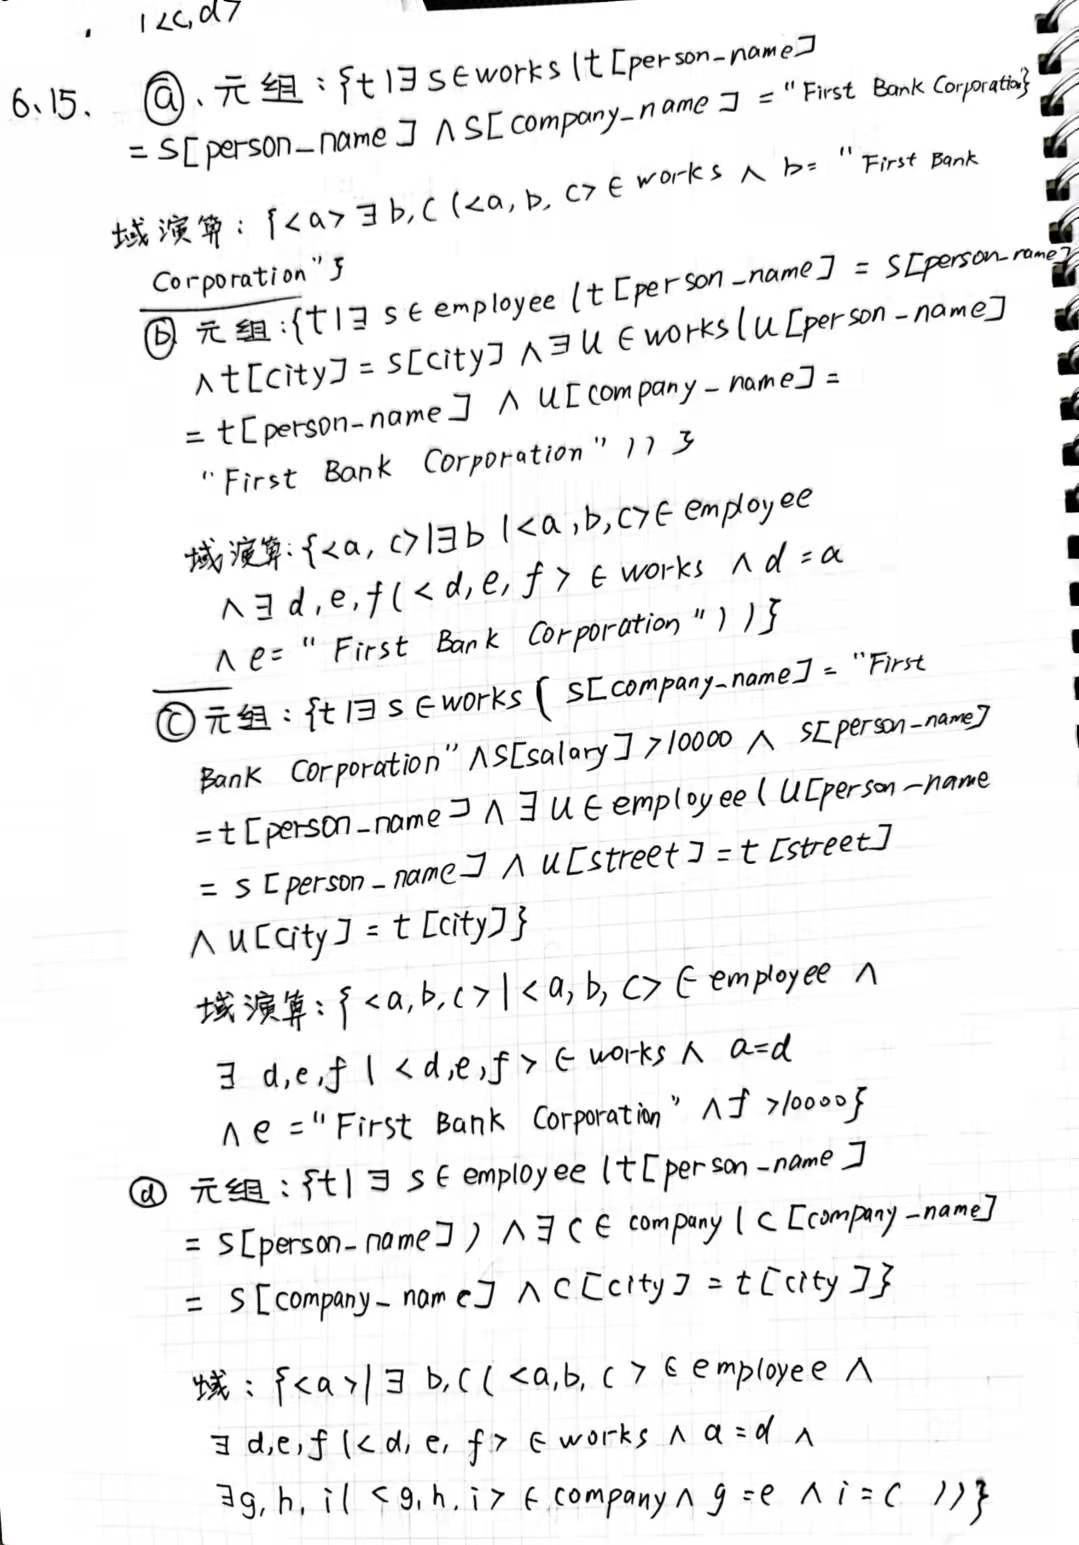 . | <c, d>
6.15. ⓐ、元组：{t|∃ s∈works (t[person-name]
= s[person-name] ∧ s[company-name] = "First Bank Corporation}
域演算：{<a> ∃ b, c (<a, b, c> ∈ works ∧ b= "First Bank
Corporation"}
ⓑ 元组：{t|∃ s∈ employee (t[person-name] = s[person-name]
∧ t[city] = s[city] ∧ ∃ u ∈ works (u[person-name]
= t[person-name] ∧ u[company-name] =
"First Bank Corporation")) }
域演算：{<a, c>|∃b (<a, b, c>∈ employee
∧ ∃ d, e, f (<d, e, f> ∈ works ∧ d = a
∧ e = "First Bank Corporation"))}
ⓒ 元组：{t|∃ s ∈ works ( s[company-name] = "First
Bank Corporation" ∧ s[salary] >10000 ∧ s[person-name]
= t[person-name] ∧ ∃ u ∈ employee ( u[person-name
= s[person-name] ∧ u[street] = t[street]
∧ u[city] = t[city]}
域演算：{ <a, b, c> | <a, b, c> ∈ employee ∧
∃ d, e, f ( <d, e, f> ∈ works ∧ a=d
∧ e = "First Bank Corporation" ∧ f >10000}
ⓓ 元组：{t| ∃ s ∈ employee (t[person-name]
= s[person-name]) ∧ ∃ c ∈ company ( c[company-name]
= s[company-name] ∧ c[city] = t[city]}
域：{<a>|∃ b, c ( <a, b, c> ∈ employee ∧
∃ d, e, f (<d, e, f> ∈ works ∧ a = d ∧
∃g, h, i( <g, h, i> ∈ company ∧ g = e ∧ i = c ))}